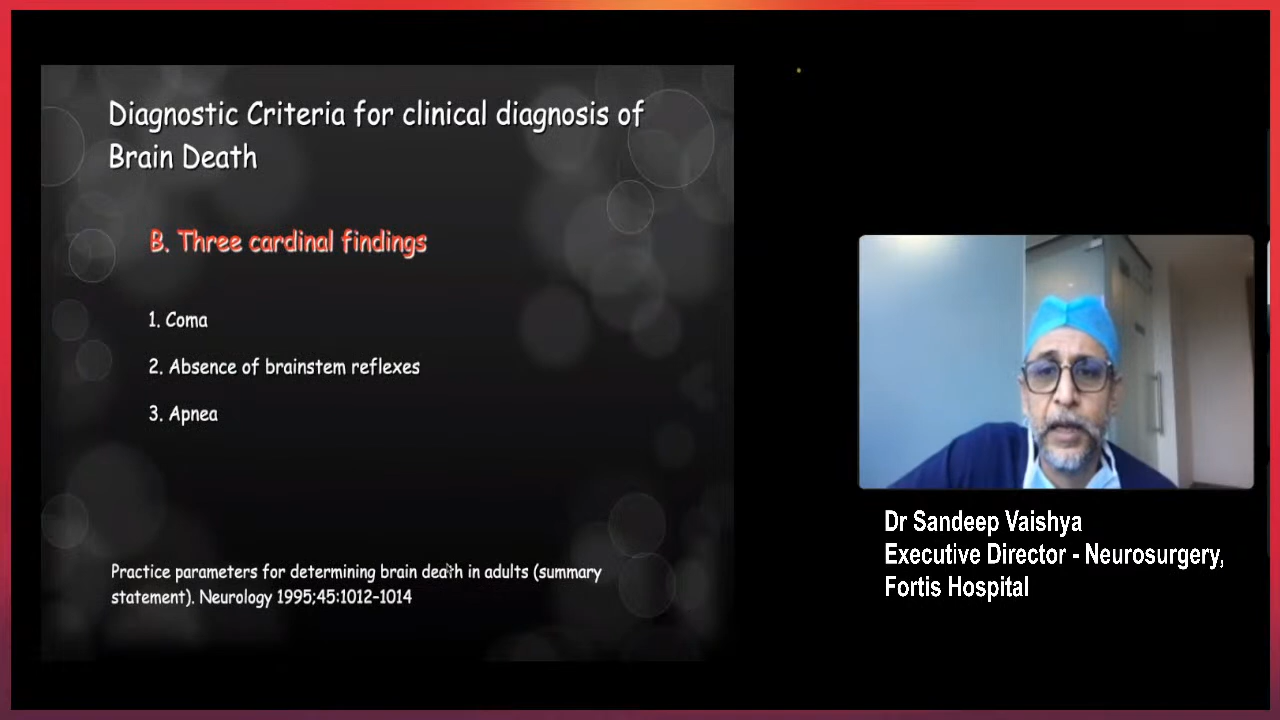 Diagnostic Criteria for clinical diagnosis of
Brain Death
B. Three cardinal findings
1. Coma
2. Absence of brainstem reflexes
3. Apnea
Practice parameters for determining brain death in adults (summary
statement). Neurology 1995;45:1012–1014
Dr Sandeep Vaishya
Executive Director - Neurosurgery,
Fortis Hospital